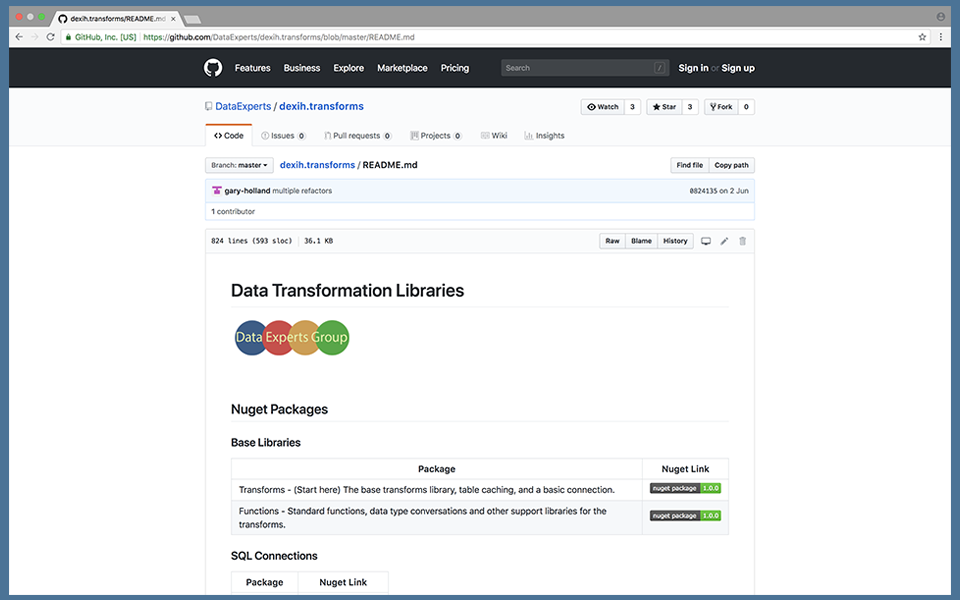 dexih.transforms/README.md
GitHub, Inc. [US] https://github.com/DataExperts/dexih.transforms/blob/master/README.md
Features Business Explore Marketplace Pricing Search / Sign in or Sign up
DataExperts / dexih.transforms
Watch 3 Star 3 Fork 0
Code Issues 0 Pull requests 0 Projects 0 Wiki Insights
Branch: master dexih.transforms / README.md Find file Copy path
gary-holland multiple refactors 0824135 on 2 Jun
1 contributor
824 lines (593 sloc) 36.1 KB Raw Blame History
Data Transformation Libraries
Data Experts Group
Nuget Packages
Base Libraries
Package Nuget Link
Transforms - (Start here) The base transforms library, table caching, and a basic connection. nuget package 1.0.0
Functions - Standard functions, data type conversations and other support libraries for the
transforms. nuget package 1.0.0
SQL Connections
Package Nuget Link